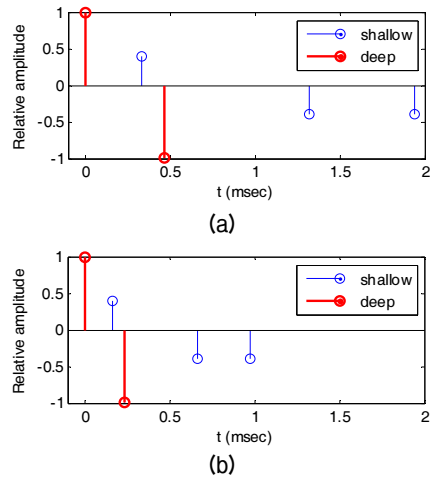 1
0.5
0
-0.5
-1
Relative amplitude
0 0.5 1 1.5 2
t (msec)
shallow
deep
(a)
1
0.5
0
-0.5
-1
Relative amplitude
0 0.5 1 1.5 2
t (msec)
shallow
deep
(b)